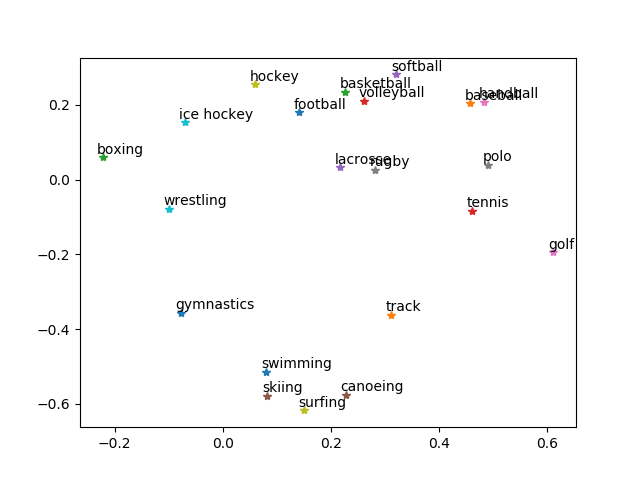 softball
hockey
basketball
volleyball
baseball
handball
football
ice hockey
boxing
lacrosse
rugby
polo
wrestling
tennis
golf
gymnastics
track
swimming
skiing
canoeing
surfing
0.2
0.0
−0.2
−0.4
−0.6
−0.2
0.0
0.2
0.4
0.6